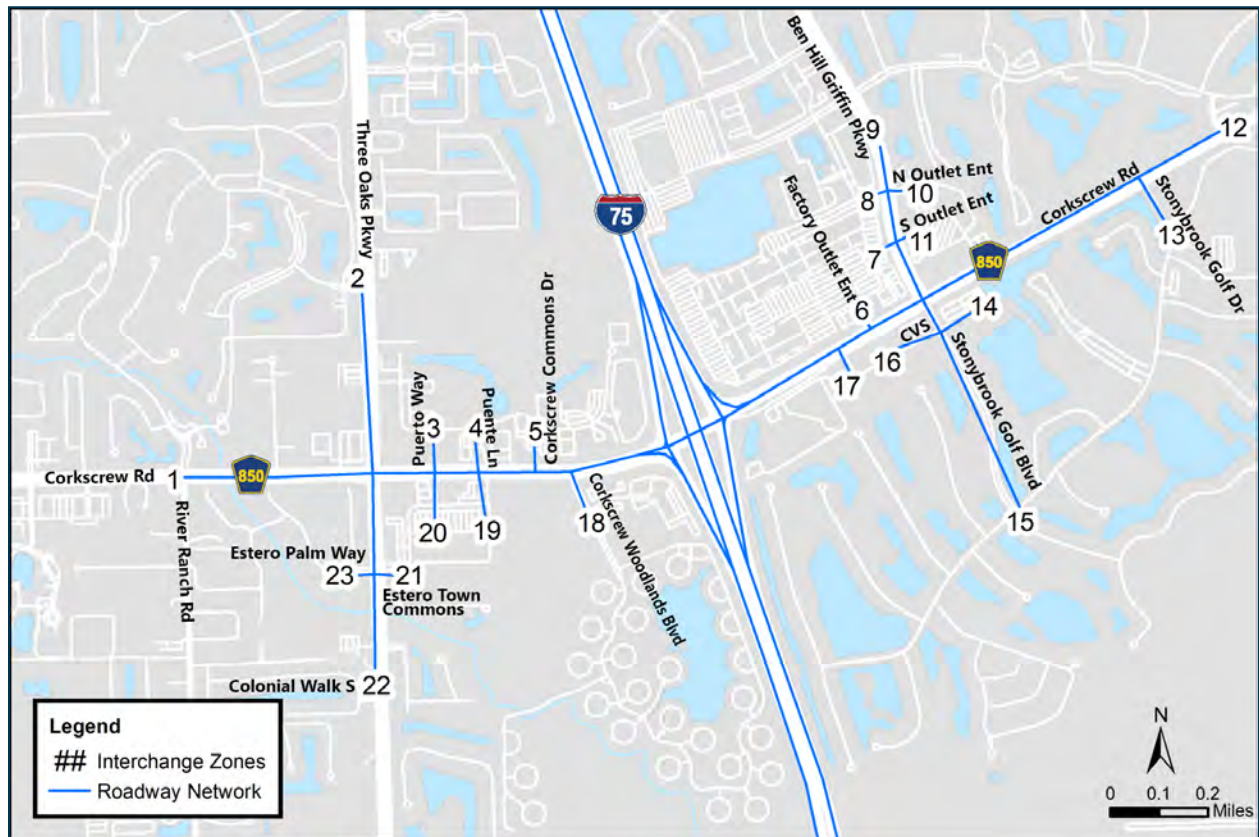 Ben Hill Griffin Pkwy
Three Oaks Pkwy
9
12
N Outlet Ent
8
10
75
Factory Outlet Ent
S Outlet Ent
Corkscrew Rd
Stonybrook Golf Dr
11
13
7
850
2
6
14
CVS
16
17
Stonybrook Golf Blvd
Corkscrew Commons Dr
Puerto Way
3
4
Puente Ln
5
Corkscrew Rd
1
850
River Ranch Rd
20
19
18
Corkscrew Woodlands Blvd
15
Estero Palm Way
23
21
Estero Town
Commons
Colonial Walk S
22
Legend
## Interchange Zones
Roadway Network
N
0 0.1 0.2
Miles